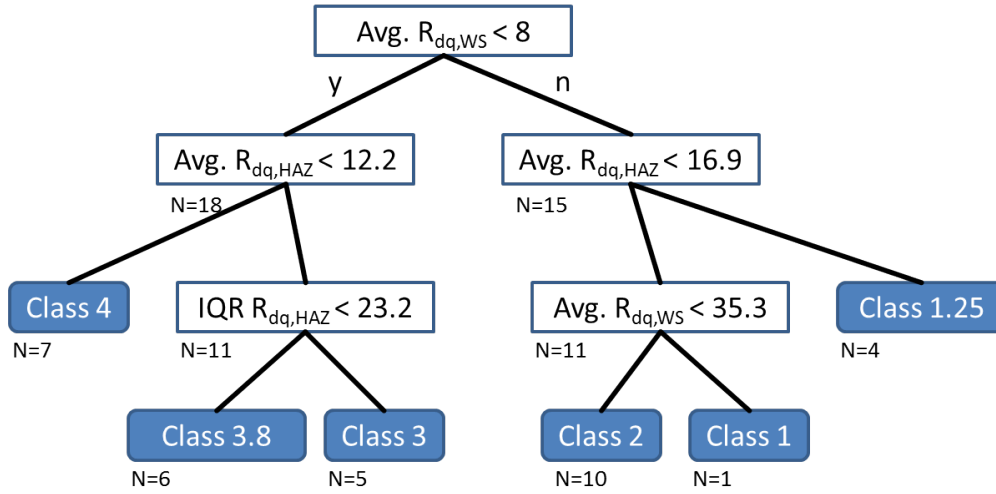 Avg. Rdq,WS < 8
y
n
Avg. Rdq,HAZ < 12.2
Avg. Rdq,HAZ < 16.9
N=18
N=15
Class 4
IQR Rdq,HAZ < 23.2
Avg. Rdq,WS < 35.3
Class 1.25
N=7
N=11
N=11
N=4
Class 3.8
Class 3
Class 2
Class 1
N=6
N=5
N=10
N=1